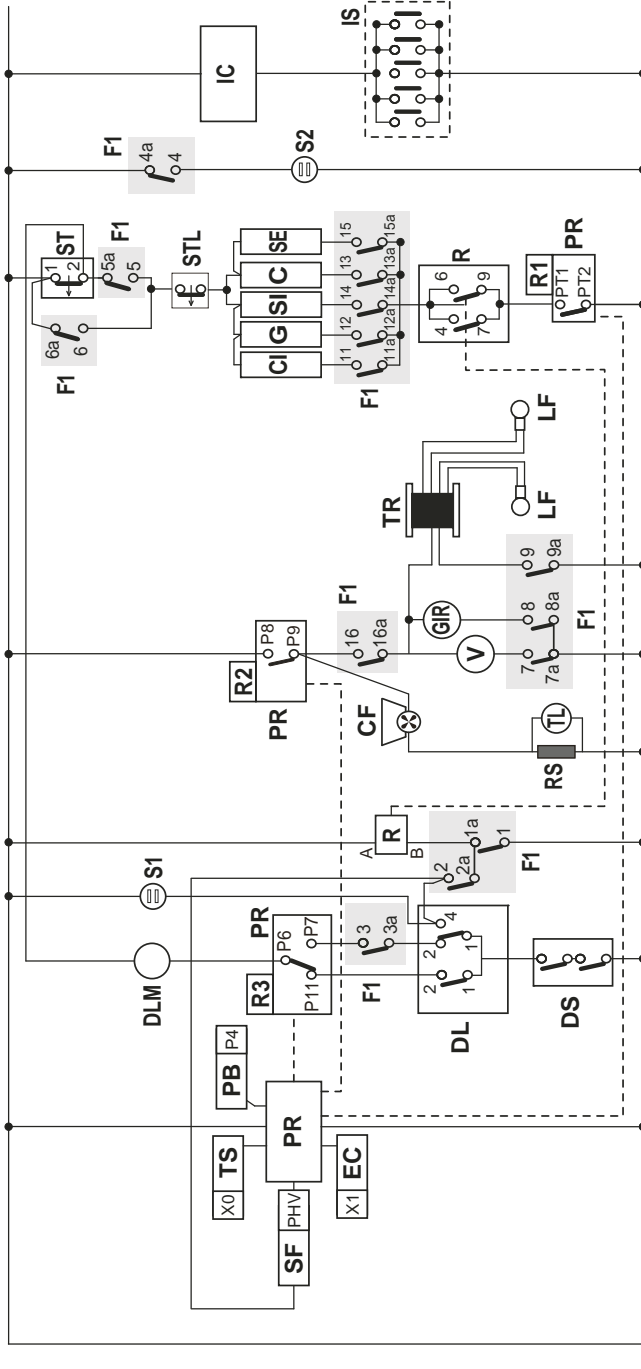 IS
IC
F1
4a
4
S2
ST
1
2
F1
5a
5
6a
6
F1
STL
SE
C
SI
G
CI
15
13
14
12
11
15a
13a
14a
12a
11a
F1
R
6
9
4
7
PR
R1
PT1
PT2
LF
LF
TR
F1
16
16a
GIR
V
9
9a
8
8a
7
7a
F1
R2
P8
P9
PR
CF
TL
RS
R
A
B
S1
1a
1
2
2a
F1
DLM
PR
P6
P7
R3
P11
3
3a
F1
4
2
1
2
1
DL
DS
PB
P4
PR
TS
X0
EC
X1
SF
PHV